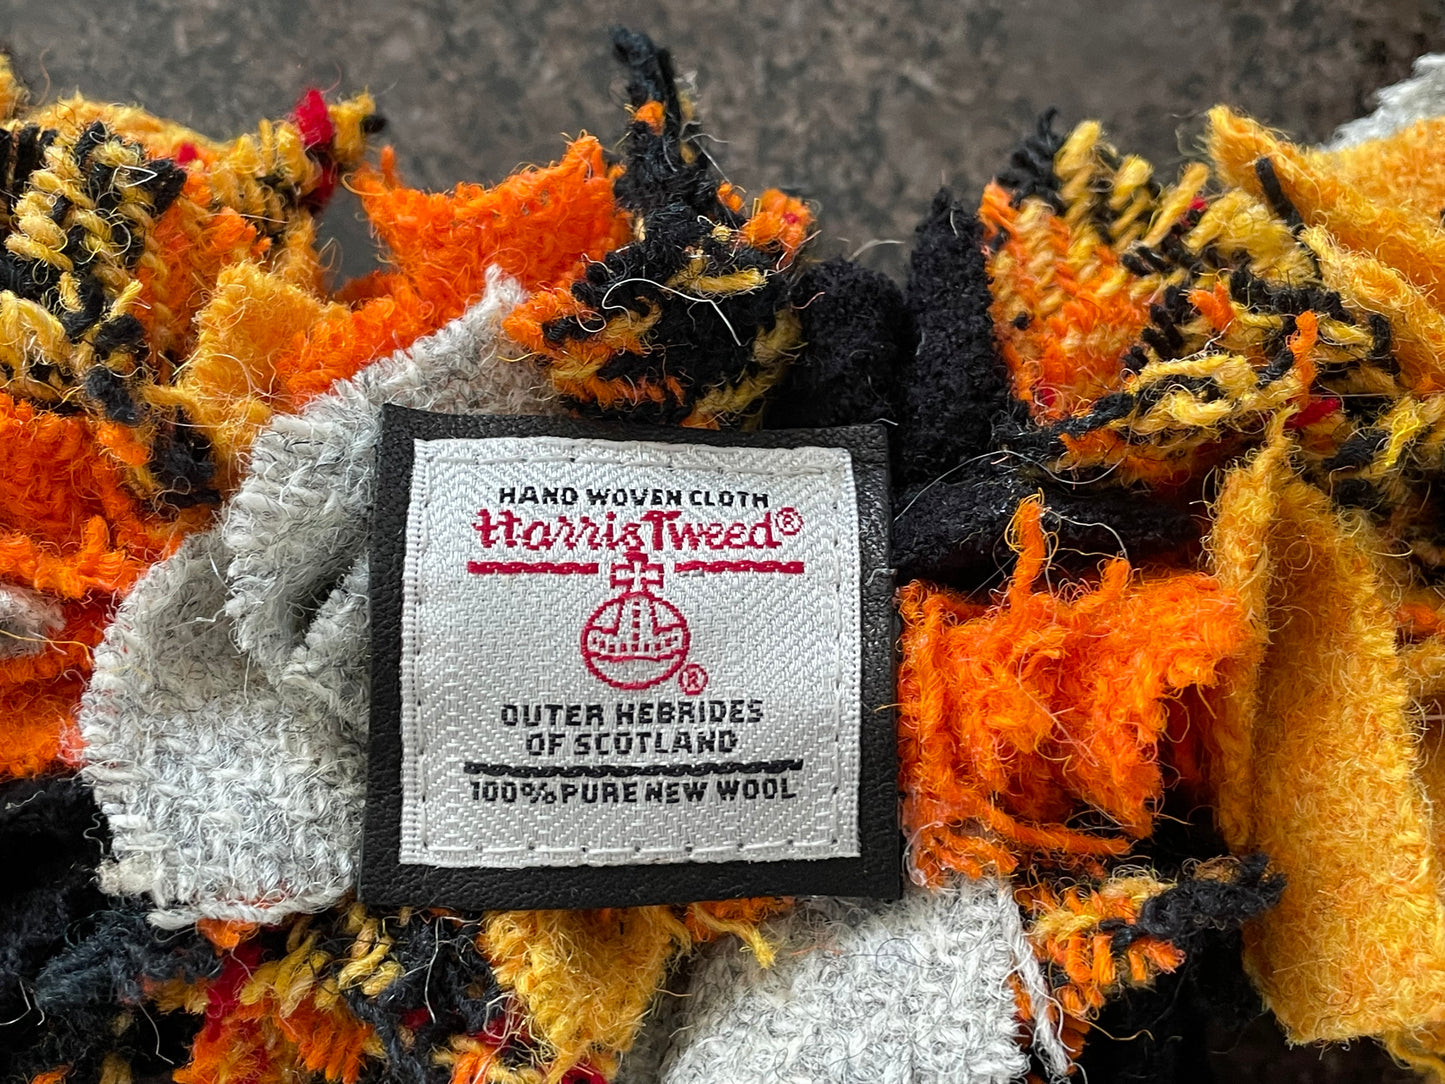 HAND WOVEN CLOTH
Harris Tweed®
®
OUTER HEBRIDES
OF SCOTLAND
100% PURE NEW WOOL